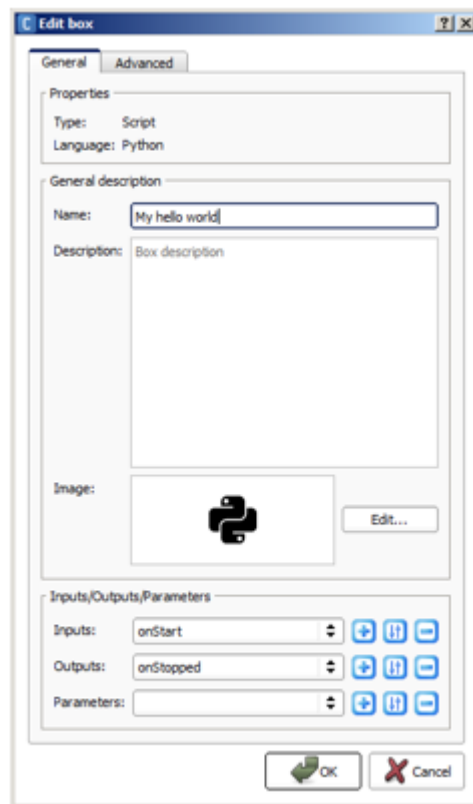 Edit box
General Advanced
Properties
Type: Script
Language: Python
General description
Name: My hello world
Description: Box description
Image:
Edit...
Inputs/Outputs/Parameters
Inputs: onStart
Outputs: onStopped
Parameters:
OK Cancel